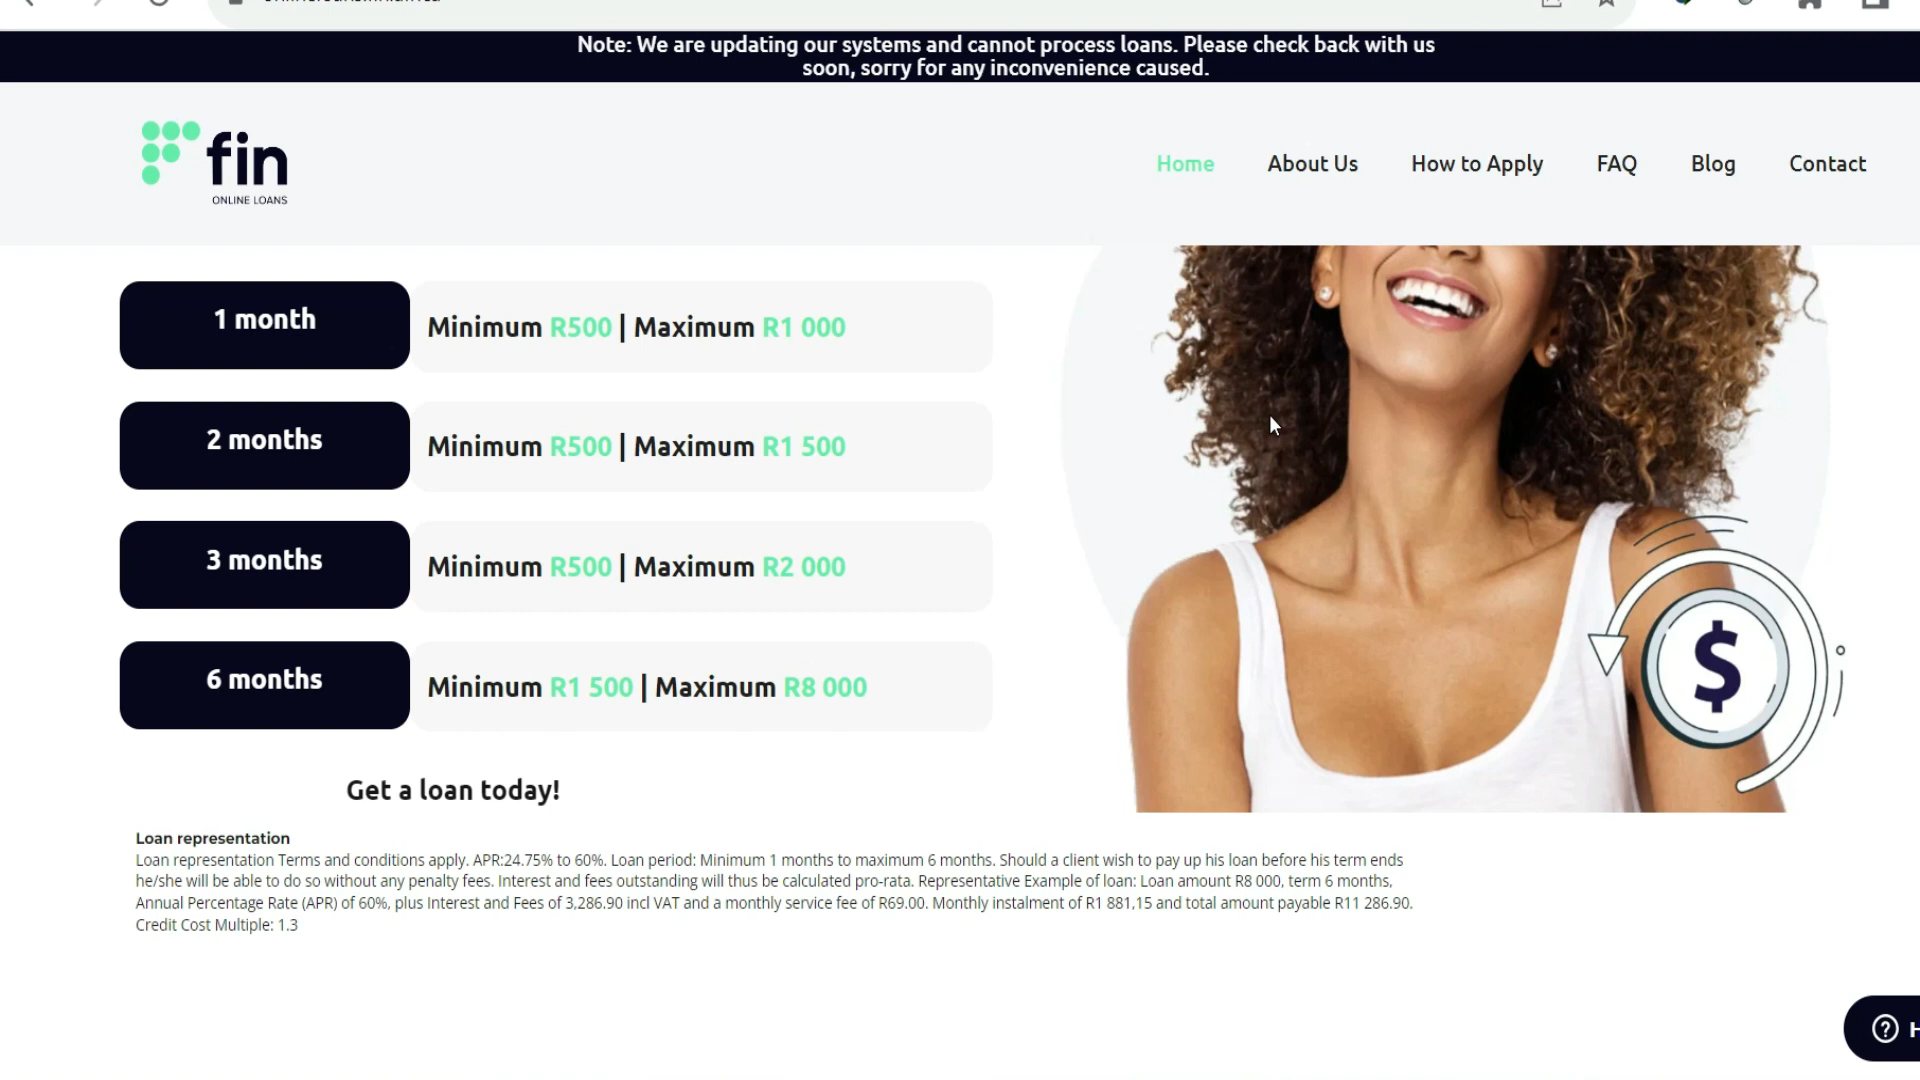 Note: We are updating our systems and cannot process loans. Please check back with us
soon, sorry for any inconvenience caused.
fin
ONLINE LOANS
Home
About Us
How to Apply
FAQ
Blog
Contact
1 month
Minimum R500 | Maximum R1 000
2 months
Minimum R500 | Maximum R1 500
3 months
Minimum R500 | Maximum R2 000
6 months
Minimum R1 500 | Maximum R8 000
$
Get a loan today!
Loan representation
Loan representation Terms and conditions apply. APR:24.75% to 60%. Loan period: Minimum 1 months to maximum 6 months. Should a client wish to pay up his loan before his term ends
he/she will be able to do so without any penalty fees. Interest and fees outstanding will thus be calculated pro-rata. Representative Example of loan: Loan amount R8 000, term 6 months,
Annual Percentage Rate (APR) of 60%, plus Interest and Fees of 3,286.90 incl VAT and a monthly service fee of R69.00. Monthly instalment of R1 881,15 and total amount payable R11 286.90.
Credit Cost Multiple: 1.3
?